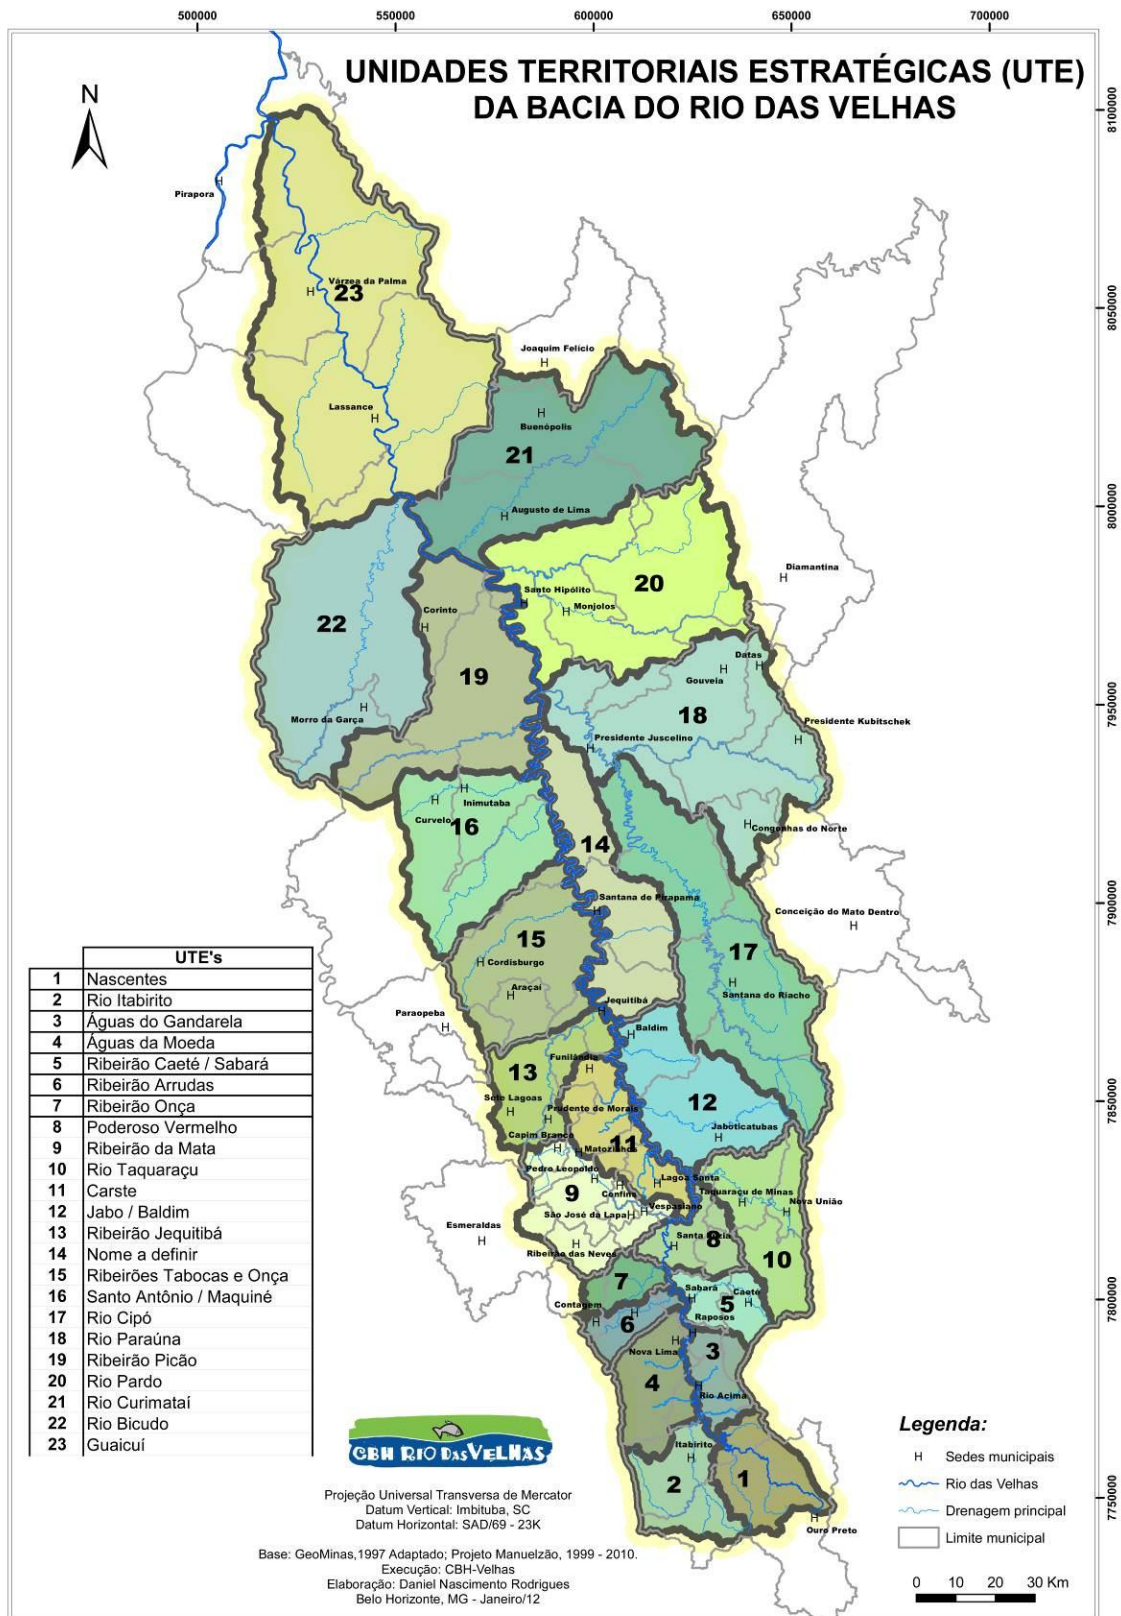 500000
550000
600000
650000
700000
UNIDADES TERRITORIAIS ESTRATÉGICAS (UTE)
DA BACIA DO RIO DAS VELHAS
N
8100000
8050000
8000000
7950000
7900000
7850000
7800000
7750000
Pirapora
Várzea da Palma
23
Joaquim Felício
Lassance
Buenópolis
21
Augusto de Lima
Diamantina
20
Santo Hipólito
Monjolos
Corinto
22
19
Datas
Gouveia
18
Morro da Garça
Presidente Kubitschek
Presidente Juscelino
Inimutaba
Curvelo
16
Congonhas do Norte
14
Santana de Pirapama
Conceição do Mato Dentro
15
17
Cordisburgo
Araçaí
Santana do Riacho
Jequitibá
Paraopeba
Baldim
Funilândia
13
Sete Lagoas
Prudente de Morais
12
Capim Branco
11
Matozinhos
Jaboticatubas
Pedro Leopoldo
Lagoa Santa
9
Confins
Taquaraçu de Minas
Nova União
São José da Lapa
Vespasiano
Esmeraldas
Santa Luzia
8
Ribeirão das Neves
10
7
Contagem
Sabará
Caeté
5
Raposos
6
Nova Lima
3
4
Rio Acima
Itabirito
2
1
Ouro Preto
UTE's
1 Nascentes
2 Rio Itabirito
3 Águas do Gandarela
4 Águas da Moeda
5 Ribeirão Caeté / Sabará
6 Ribeirão Arrudas
7 Ribeirão Onça
8 Poderoso Vermelho
9 Ribeirão da Mata
10 Rio Taquaraçu
11 Carste
12 Jabo / Baldim
13 Ribeirão Jequitibá
14 Nome a definir
15 Ribeirões Tabocas e Onça
16 Santo Antônio / Maquiné
17 Rio Cipó
18 Rio Paraúna
19 Ribeirão Picão
20 Rio Pardo
21 Rio Curimataí
22 Rio Bicudo
23 Guaicuí
CBH RIO DAS VELHAS
Projeção Universal Transversa de Mercator
Datum Vertical: Imbituba, SC
Datum Horizontal: SAD/69 - 23K
Base: GeoMinas,1997 Adaptado; Projeto Manuelzão, 1999 - 2010.
Execução: CBH-Velhas
Elaboração: Daniel Nascimento Rodrigues
Belo Horizonte, MG - Janeiro/12
Legenda:
H Sedes municipais
Rio das Velhas
Drenagem principal
Limite municipal
0 10 20 30 Km